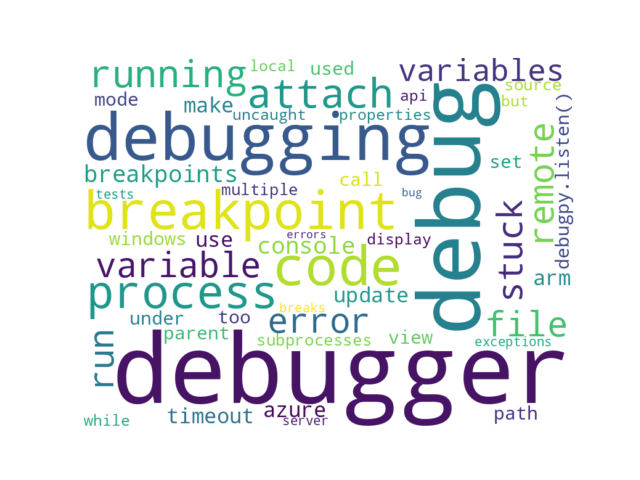 local used
running
variables
source
mode
make
attach
api
but
uncaught
properties
debugging
debug
debugpy.listen()
remote
set
breakpoints
call
tests
multiple
bug
breakpoint
stuck
windows
use
errors
display
console
variable
code
arm
process
update
breaks
under
too
error
file
parent
subprocesses
view
exceptions
run
debugger
timeout
azure
path
while
server